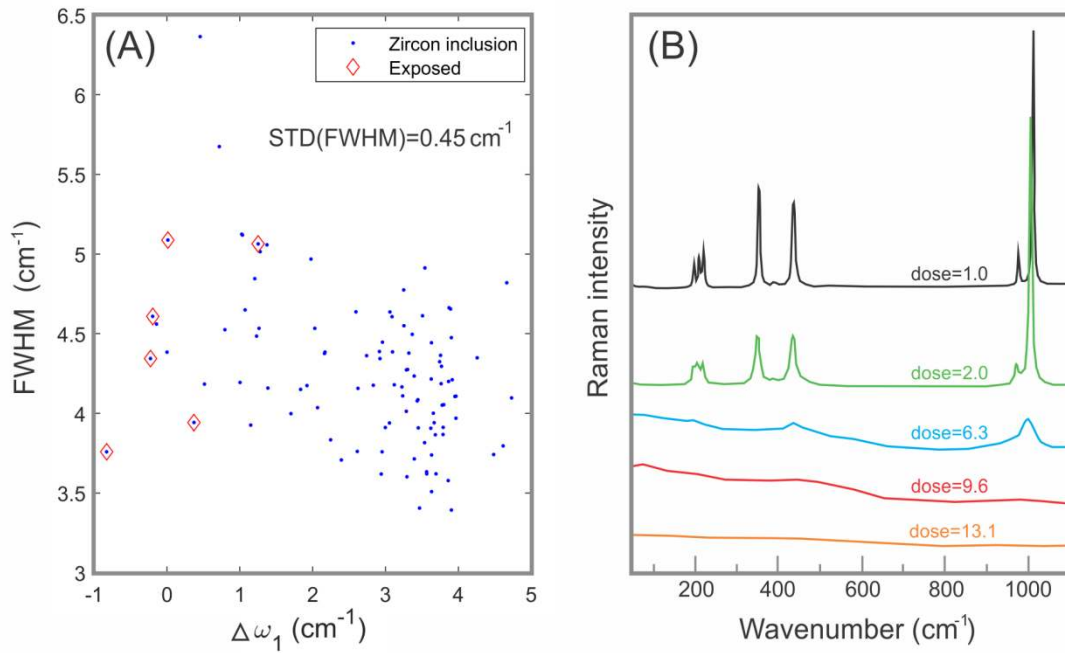 (A)
Zircon inclusion
Exposed
STD(FWHM)=0.45 cm⁻¹
FWHM (cm⁻¹)
6.5
6
5.5
5
4.5
4
3.5
3
-1 0 1 2 3 4 5
Δω₁ (cm⁻¹)
(B)
Raman intensity
dose=1.0
dose=2.0
dose=6.3
dose=9.6
dose=13.1
200 400 600 800 1000
Wavenumber (cm⁻¹)